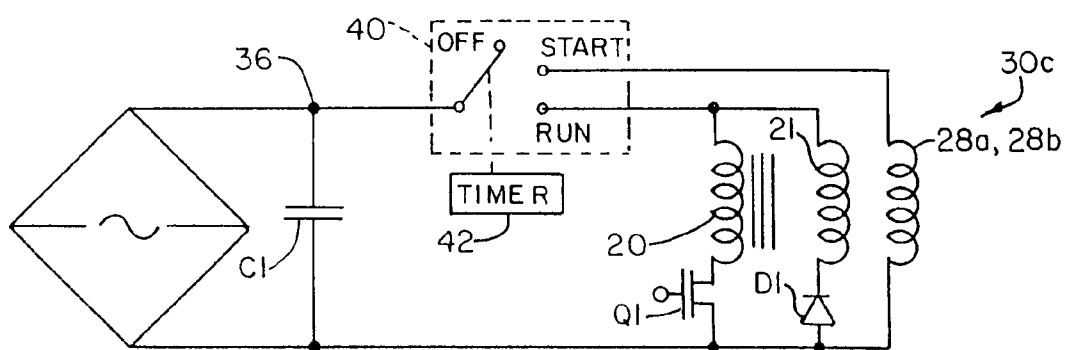 40
OFF
START
36
30c
RUN
21
28a, 28b
TIMER
20
42
C1
D1
Q1